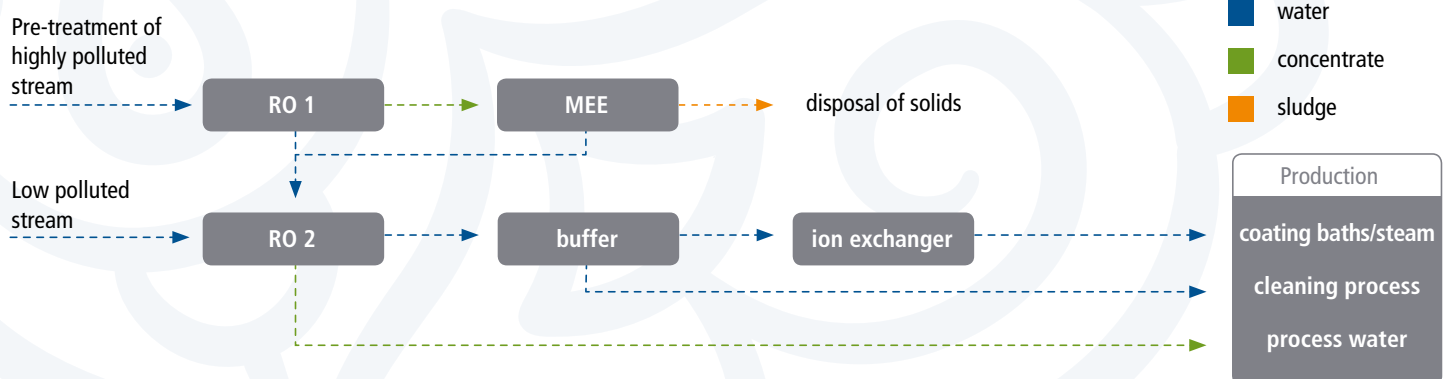 Pre-treatment of
highly polluted
stream
RO 1
MEE
disposal of solids
water
concentrate
sludge
Low polluted
stream
RO 2
buffer
ion exchanger
Production
coating baths/steam
cleaning process
process water